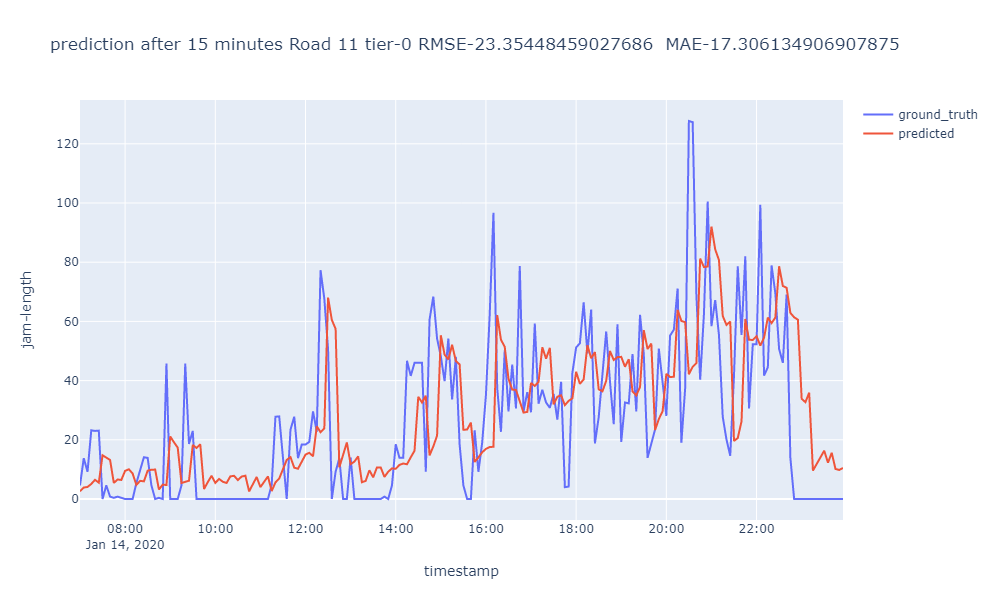 prediction after 15 minutes Road 11 tier-0 RMSE-23.35448459027686  MAE-17.306134906907875
ground_truth
predicted
120
100
80
60
40
20
0
jam-length
08:00 10:00 12:00 14:00 16:00 18:00 20:00 22:00
Jan 14, 2020
timestamp